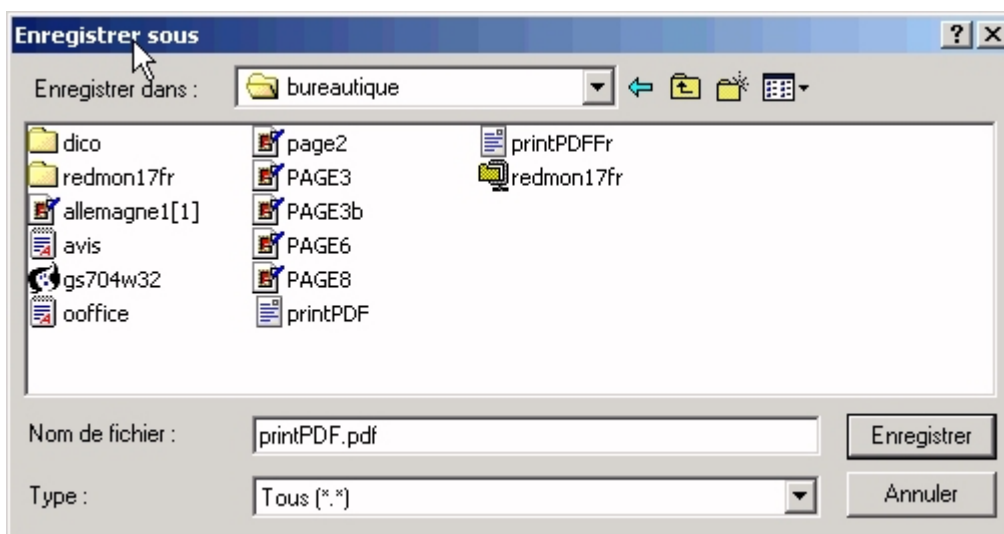 Enregistrer sous
Enregistrer dans :
bureautique
dico
redmon17fr
allemagne1[1]
avis
gs704w32
ooffice
page2
PAGE3
PAGE3b
PAGE6
PAGE8
printPDF
printPDFFr
redmon17fr
Nom de fichier :
printPDF.pdf
Enregistrer
Type :
Tous (*.*)
Annuler